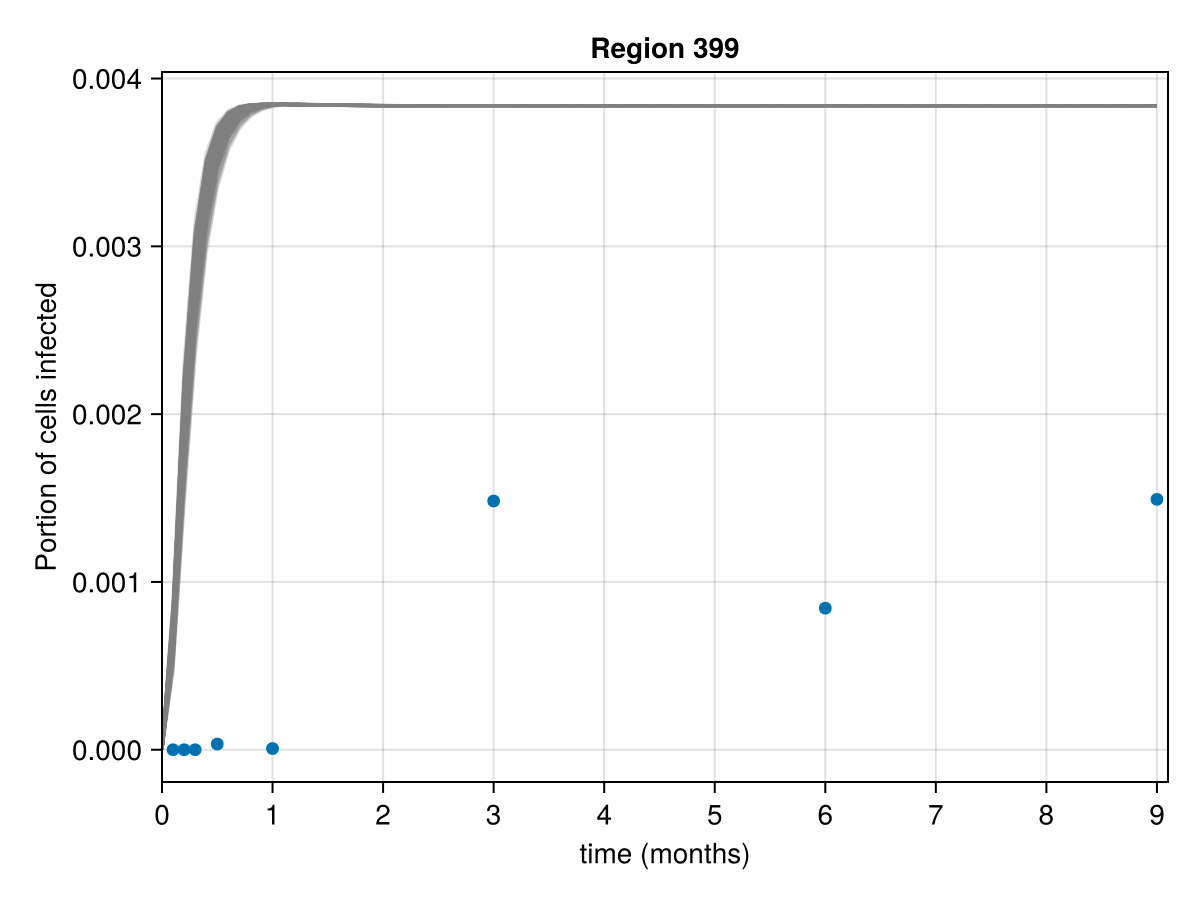 Region 399
Portion of cells infected
0.004
0.003
0.002
0.001
0.000
0 1 2 3 4 5 6 7 8 9
time (months)